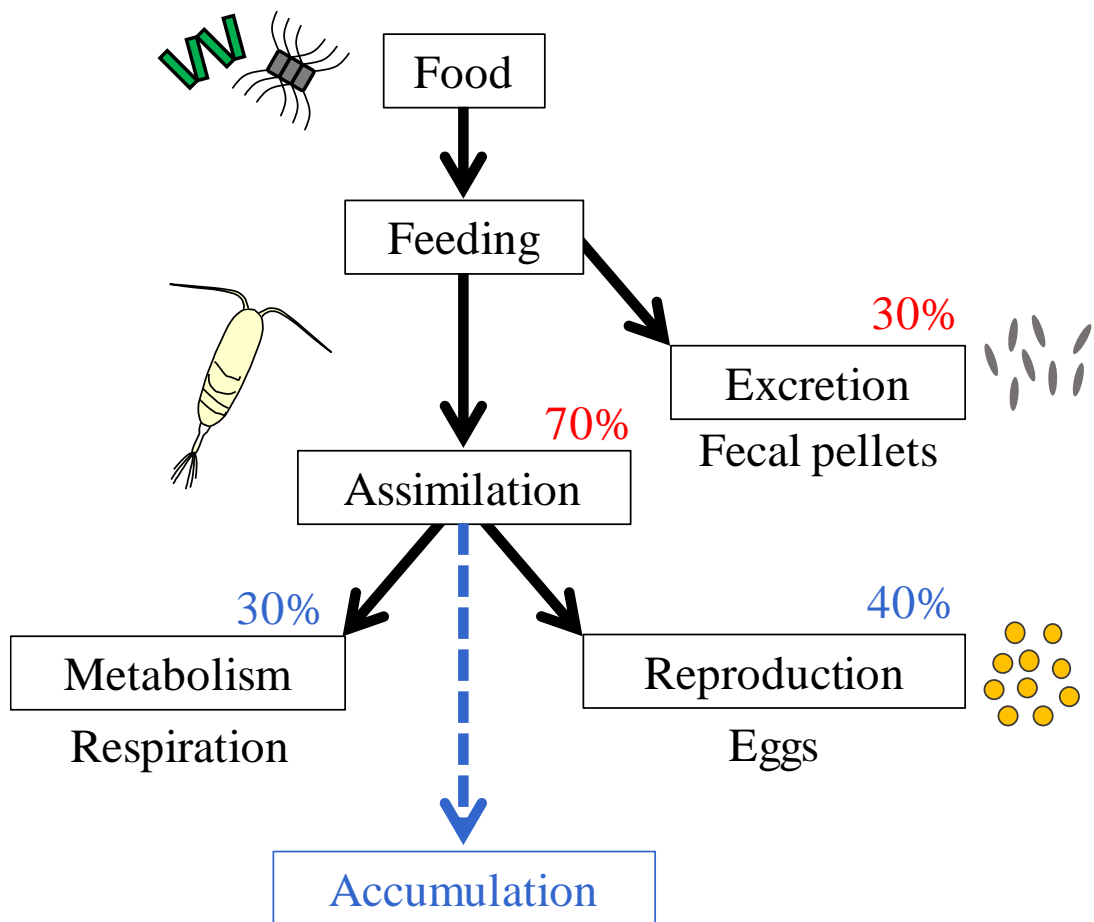 Food
Feeding
30%
Excretion
Fecal pellets
70%
Assimilation
30%
Metabolism
Respiration
40%
Reproduction
Eggs
Accumulation